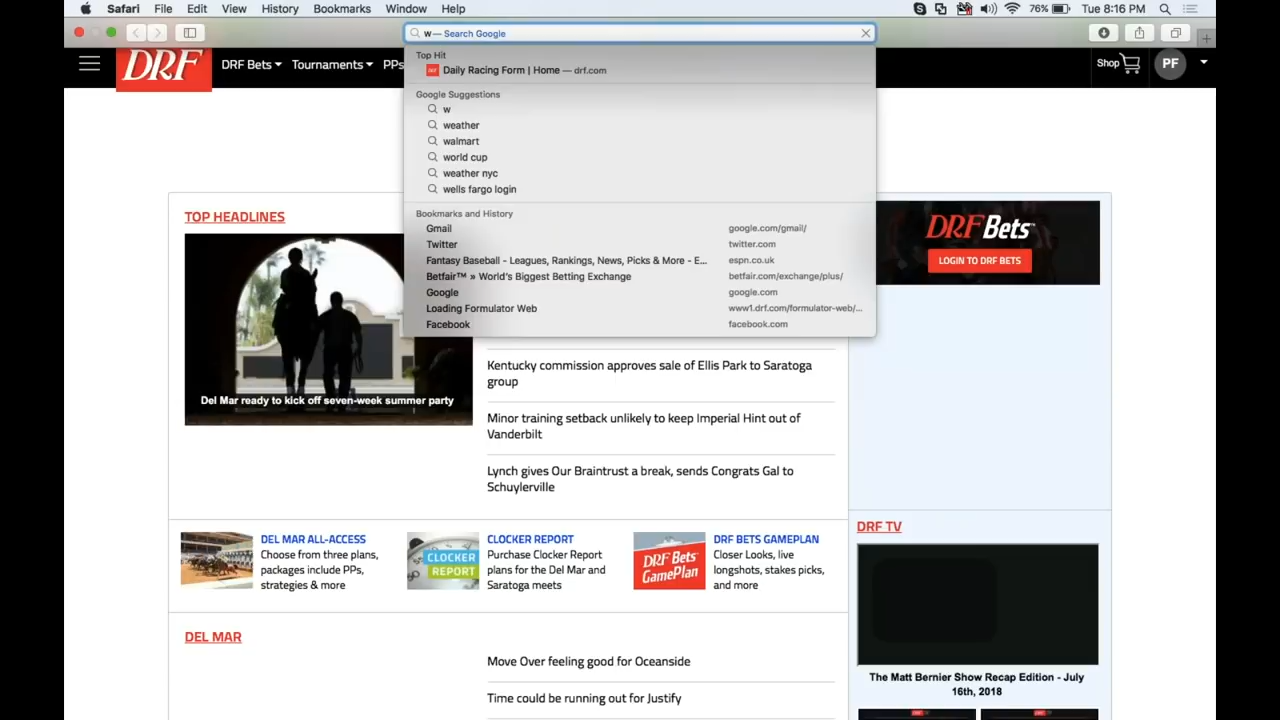 Safari File Edit View History Bookmarks Window Help
76% Tue 8:16 PM
w — Search Google
DRF
DRF Bets Tournaments PPs
Shop
PF
Top Hit
Daily Racing Form | Home — drf.com
Google Suggestions
w
weather
walmart
world cup
weather nyc
wells fargo login
Bookmarks and History
Gmail google.com/gmail/
Twitter twitter.com
Fantasy Baseball - Leagues, Rankings, News, Picks & More - E... espn.co.uk
Betfair™ » World's Biggest Betting Exchange betfair.com/exchange/plus/
Google google.com
Loading Formulator Web www1.drf.com/formulator-web/...
Facebook facebook.com
TOP HEADLINES
Del Mar ready to kick off seven-week summer party
Kentucky commission approves sale of Ellis Park to Saratoga
group
Minor training setback unlikely to keep Imperial Hint out of
Vanderbilt
Lynch gives Our Braintrust a break, sends Congrats Gal to
Schuylerville
DRF Bets™
LOGIN TO DRF BETS
DEL MAR ALL-ACCESS
Choose from three plans,
packages include PPs,
strategies & more
CLOCKER
REPORT
CLOCKER REPORT
Purchase Clocker Report
plans for the Del Mar and
Saratoga meets
DRF Bets
GamePlan
DRF BETS GAMEPLAN
Closer Looks, live
longshots, stakes picks,
and more
DRF TV
The Matt Bernier Show Recap Edition - July
16th, 2018
DEL MAR
Move Over feeling good for Oceanside
Time could be running out for Justify